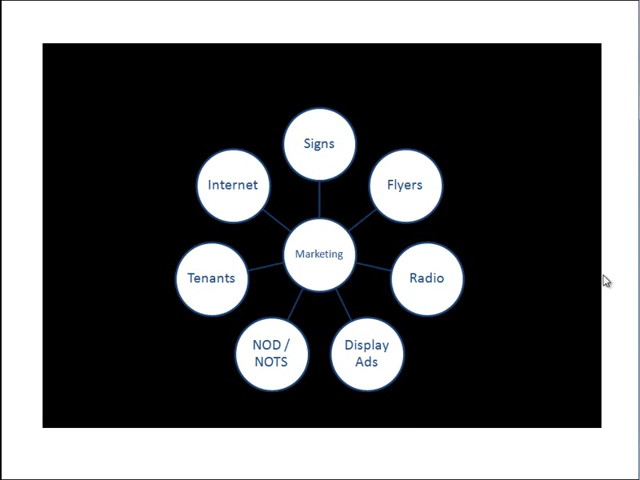 Signs
Internet
Flyers
Marketing
Tenants
Radio
NOD /
NOTS
Display
Ads